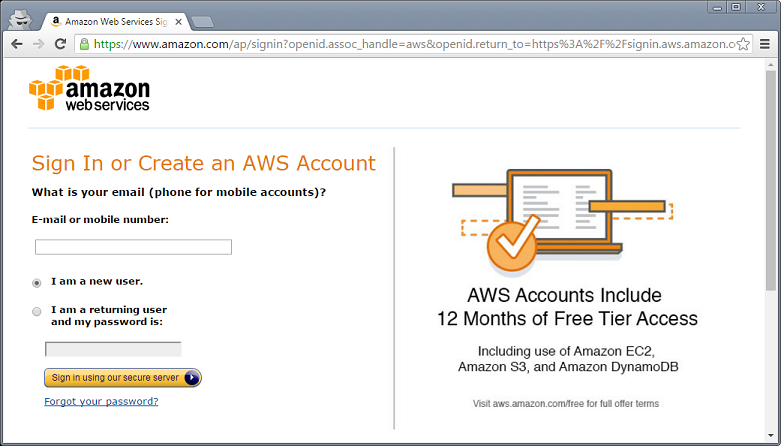 Amazon Web Services Sig
https://www.amazon.com/ap/signin?openid.assoc_handle=aws&openid.return_to=https%3A%2F%2Fsignin.aws.amazon.c
amazon
web services
Sign In or Create an AWS Account
What is your email (phone for mobile accounts)?
E-mail or mobile number:
I am a new user.
I am a returning user
and my password is:
Sign in using our secure server
Forgot your password?
AWS Accounts Include
12 Months of Free Tier Access
Including use of Amazon EC2,
Amazon S3, and Amazon DynamoDB
Visit aws.amazon.com/free for full offer terms